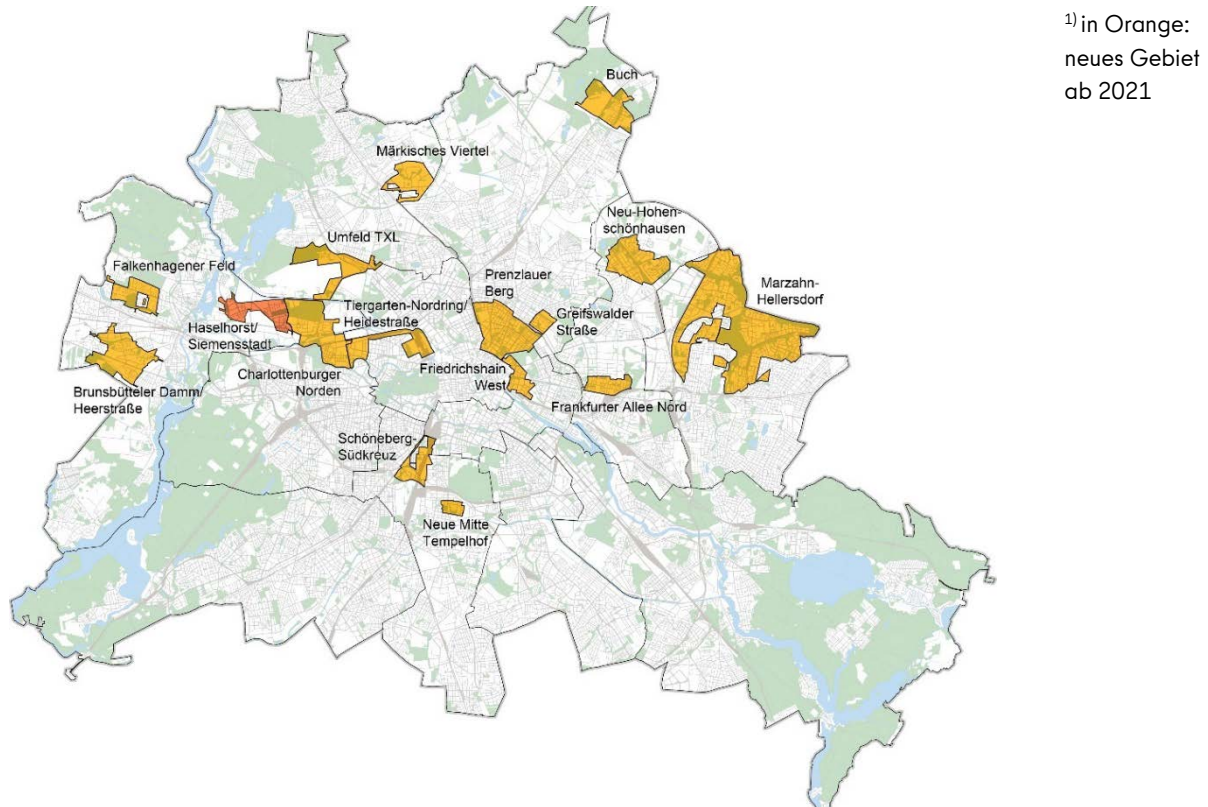 1) in Orange:
neues Gebiet
ab 2021
Buch
Märkisches Viertel
Neu-Hohen-
schönhausen
Umfeld TXL
Falkenhagener Feld
Prenzlauer
Berg
Marzahn-
Hellersdorf
Tiergarten-Nordring/
Heidestraße
Greifswalder
Straße
Haselhorst/
Siemensstadt
Charlottenburger
Norden
Friedrichshain
West
Brunsbütteler Damm/
Heerstraße
Frankfurter Allee Nord
Schöneberg-
Südkreuz
Neue Mitte
Tempelhof